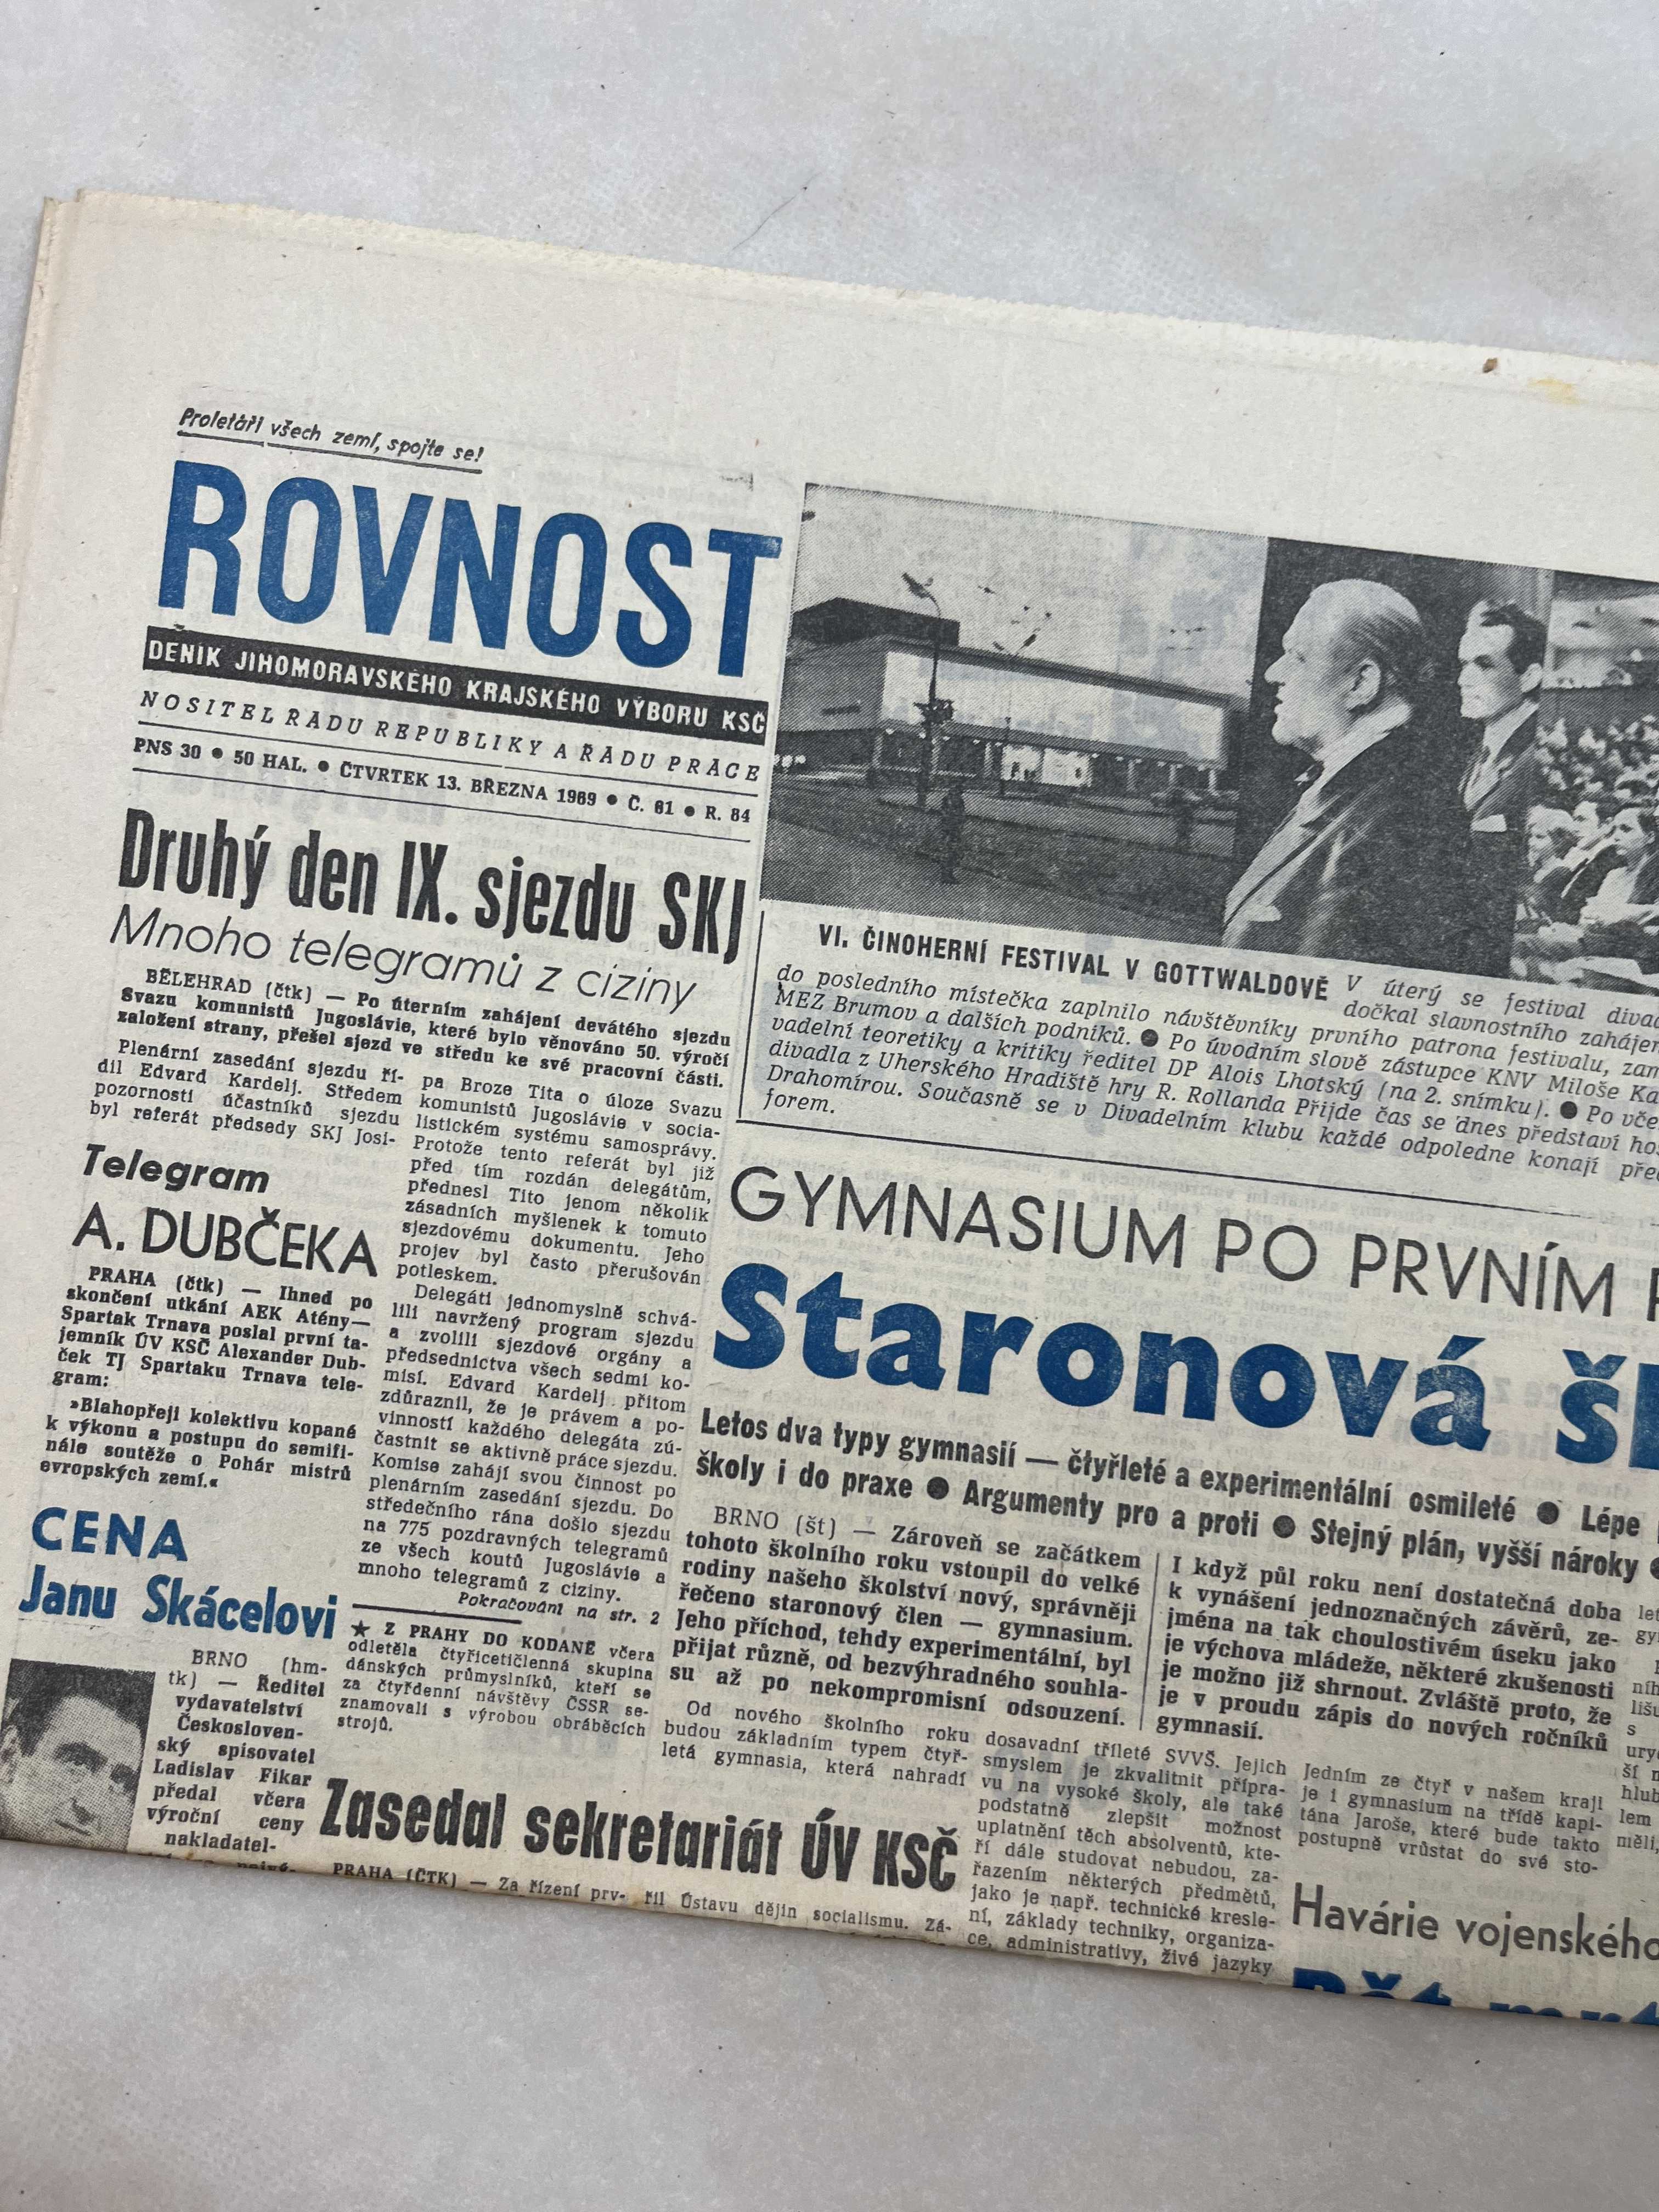 Proletáři všech zemí, spojte se!
ROVNOST
DENÍK JIHOMORAVSKÉHO KRAJSKÉHO VÝBORU KSČ
NOSITEL ŘÁDU REPUBLIKY A ŘÁDU PRÁCE
PNS 30 ● 50 HAL. ● ČTVRTEK 13. BŘEZNA 1969 ● Č. 61 ● R. 84
Druhý den IX. sjezdu SKJ
Mnoho telegramů z ciziny
BĚLEHRAD (čtk) — Po úterním zahájení devátého sjezdu
Svazu komunistů Jugoslávie, které bylo věnováno 50. výročí
založení strany, přešel sjezd ve středu ke své pracovní části.
Plenární zasedání sjezdu ří-
dil Edvard Kardelj. Středem
pozornosti účastníků sjezdu
byl referát předsedy SKJ Josi-
pa Broze Tita o úloze Svazu
komunistů Jugoslávie v socia-
listickém systému samosprávy.
Protože tento referát byl již
před tím rozdán delegátům,
přednesl Tito jenom několik
zásadních myšlenek k tomuto
sjezdovému dokumentu. Jeho
projev byl často přerušován
potleskem.
Delegáti jednomyslně schvá-
lili navržený program sjezdu
a zvolili sjezdové orgány a
předsednictva všech sedmi ko-
misí. Edvard Kardelj přitom
zdůraznil, že je právem a po-
vinností každého delegáta zú-
častnit se aktivně práce sjezdu.
Komise zahájí svou činnost po
plenárním zasedání sjezdu. Do
středečního rána došlo sjezdu
na 775 pozdravných telegramů
ze všech koutů Jugoslávie a
mnoho telegramů z ciziny.
Pokračování na str. 2
Telegram
A. DUBČEKA
PRAHA (čtk) — Ihned po
skončení utkání AEK Atény—
Spartak Trnava poslal první ta-
jemník ÚV KSČ Alexander Dub-
ček TJ Spartaku Trnava tele-
gram:
»Blahopřeji kolektivu kopané
k výkonu a postupu do semifi-
nále soutěže o Pohár mistrů
evropských zemí.«
CENA
Janu Skácelovi
BRNO (hm-
tk) — Ředitel
vydavatelství
Českosloven-
ský spisovatel
Ladislav Fikar
předal včera
výroční ceny
nakladatel-
★ Z PRAHY DO KODANĚ včera
odletěla čtyřicetičlenná skupina
dánských průmyslníků, kteří se
za čtyřdenní návštěvy ČSSR se-
znamovali s výrobou obráběcích
strojů.
Zasedal sekretariát ÚV KSČ
PRAHA (ČTK) — Za řízení prv-
ril Ústavu dějin socialismu. Zá-
VI. ČINOHERNÍ FESTIVAL V GOTTWALDOVĚ V úterý se festival divad
dočkal slavnostního zahájen
do posledního místečka zaplnilo návštěvníky prvního patrona festivalu, zam
MEZ Brumov a dalších podniků. ● Po úvodním slově zástupce KNV Miloše Ka
vadelní teoretiky a kritiky ředitel DP Alois Lhotský (na 2. snímku). ● Po vče
divadla z Uherského Hradiště hry R. Rollanda Přijde čas se dnes představí hos
Drahomírou. Současně se v Divadelním klubu každé odpoledne konají před
forem.
GYMNASIUM PO PRVNÍM P
Staronová šk
Letos dva typy gymnasií — čtyřleté a experimentální osmileté ● Lépe
školy i do praxe ● Argumenty pro a proti ● Stejný plán, vyšší nároky ●
BRNO (št) — Zároveň se začátkem
tohoto školního roku vstoupil do velké
rodiny našeho školství nový, správněji
řečeno staronový člen — gymnasium.
Jeho příchod, tehdy experimentální, byl
přijat různě, od bezvýhradného souhla-
su až po nekompromisní odsouzení.
I když půl roku není dostatečná doba
k vynášení jednoznačných závěrů, ze-
jména na tak choulostivém úseku jako
je výchova mládeže, některé zkušenosti
je možno již shrnout. Zvláště proto, že
je v proudu zápis do nových ročníků
gymnasií.
Od nového školního roku
budou základním typem čtyř-
letá gymnasia, která nahradí
dosavadní tříleté SVVŠ. Jejich
smyslem je zkvalitnit přípra-
vu na vysoké školy, ale také
podstatně zlepšit možnost
uplatnění těch absolventů, kte-
ří dále studovat nebudou, za-
řazením některých předmětů,
jako je např. technické kresle-
ní, základy techniky, organiza-
ce, administrativy, živé jazyky
Jedním ze čtyř v našem kraji
je i gymnasium na třídě kapi-
tána Jaroše, které bude takto
postupně vrůstat do své sto-
Havárie vojenského